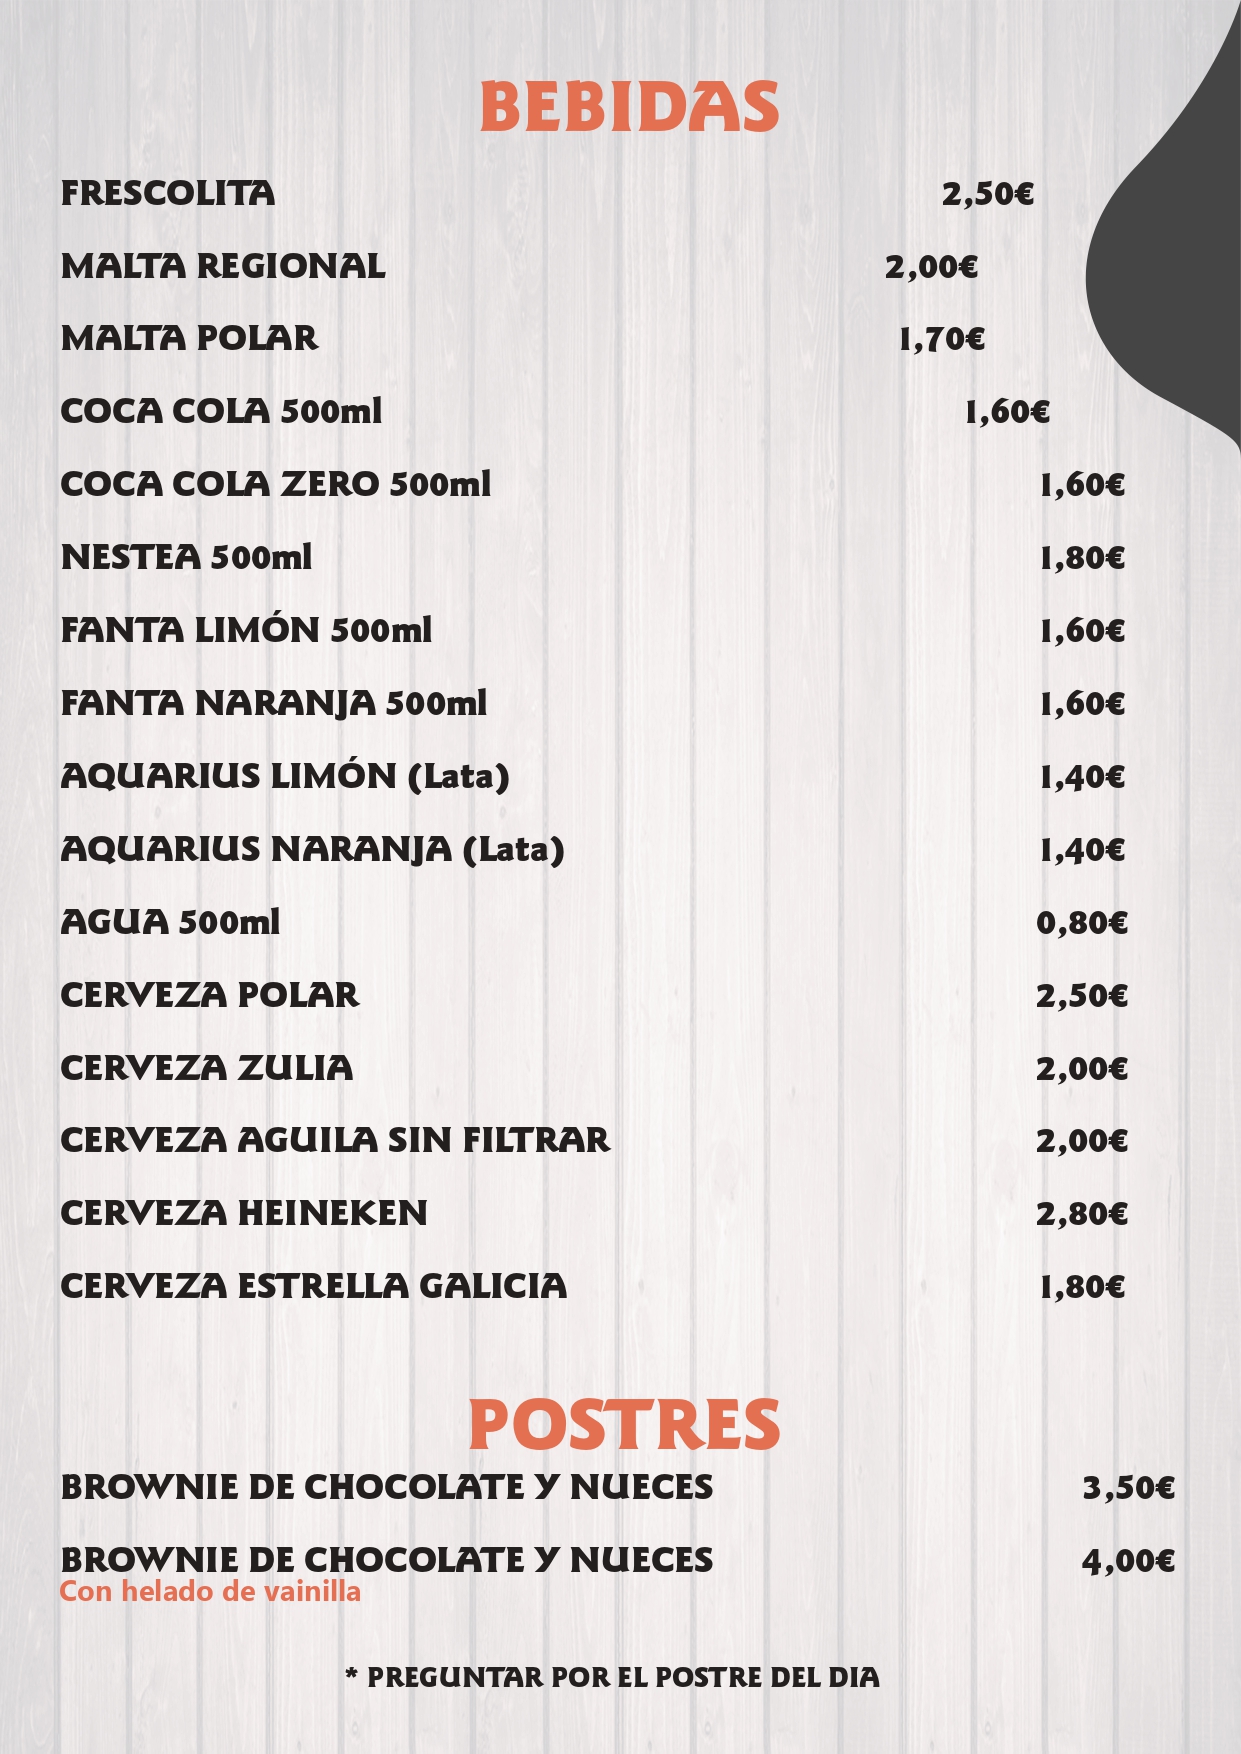 BEBIDAS
FRESCOLITA 2,50€
MALTA REGIONAL 2,00€
MALTA POLAR 1,70€
COCA COLA 500ml 1,60€
COCA COLA ZERO 500ml 1,60€
NESTEA 500ml 1,80€
FANTA LIMÓN 500ml 1,60€
FANTA NARANJA 500ml 1,60€
AQUARIUS LIMÓN (Lata) 1,40€
AQUARIUS NARANJA (Lata) 1,40€
AGUA 500ml 0,80€
CERVEZA POLAR 2,50€
CERVEZA ZULIA 2,00€
CERVEZA AGUILA SIN FILTRAR 2,00€
CERVEZA HEINEKEN 2,80€
CERVEZA ESTRELLA GALICIA 1,80€
POSTRES
BROWNIE DE CHOCOLATE Y NUECES 3,50€
BROWNIE DE CHOCOLATE Y NUECES 4,00€
Con helado de vainilla
* PREGUNTAR POR EL POSTRE DEL DIA